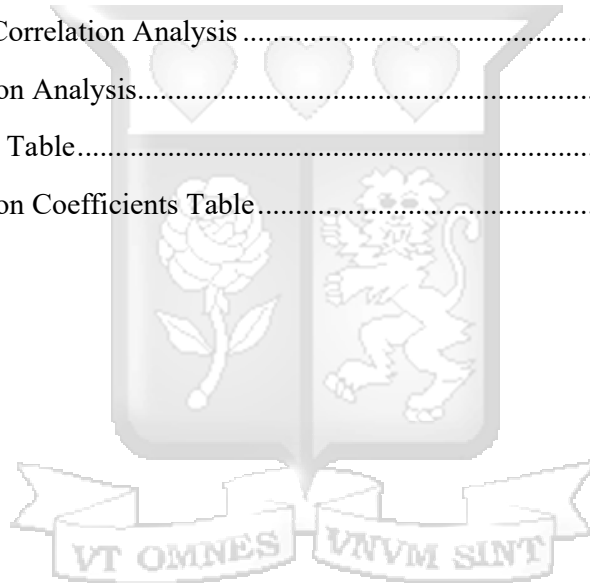 Correlation Analysis ................................................
on Analysis................................................................
Table........................................................................
on Coefficients Table................................................
VT OMNES VNVM SINT